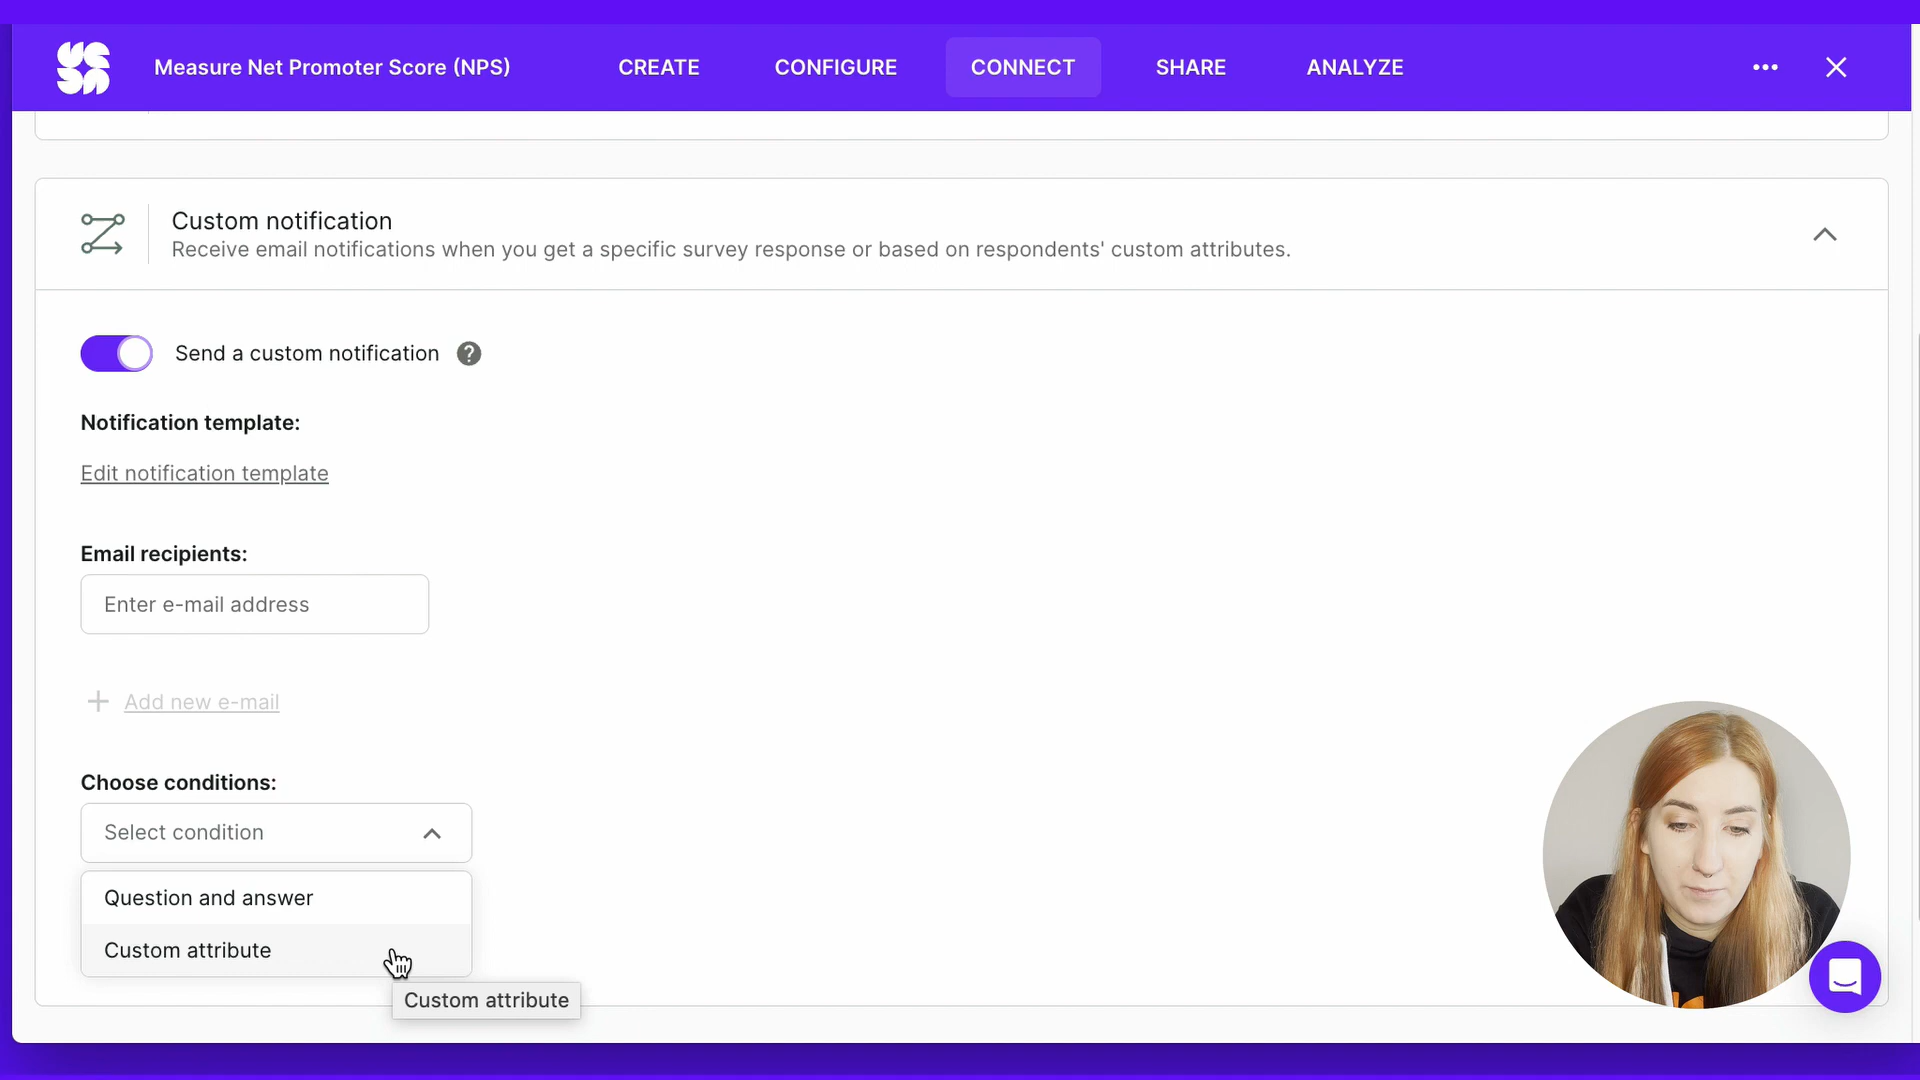 Measure Net Promoter Score (NPS)
CREATE
CONFIGURE
CONNECT
SHARE
ANALYZE
Custom notification
Receive email notifications when you get a specific survey response or based on respondents' custom attributes.
Send a custom notification
?
Notification template:
Edit notification template
Email recipients:
Enter e-mail address
Add new e-mail
Choose conditions:
Select condition
Question and answer
Custom attribute
Custom attribute